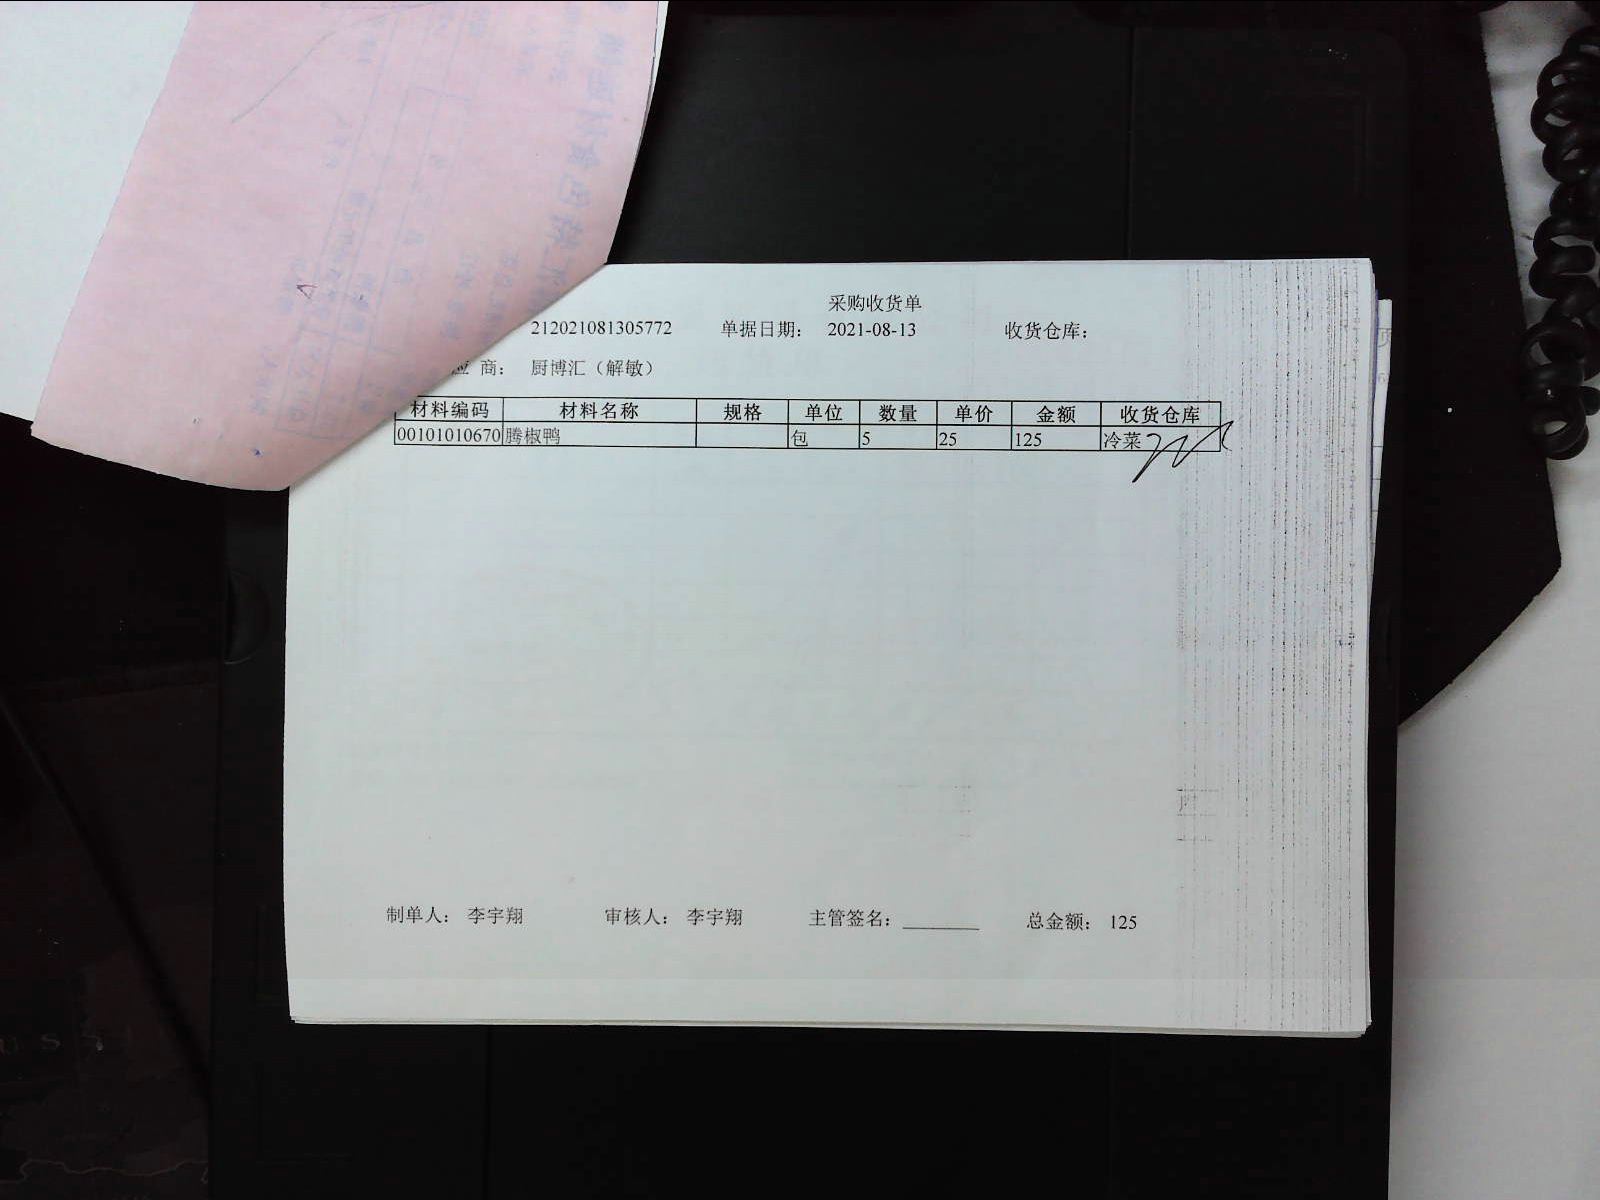 采购收货单
212021081305772 单据日期： 2021-08-13 收货仓库：
应 商： 厨博汇（解敏）
材料编码 材料名称 规格 单位 数量 单价 金额 收货仓库
00101010670 腾椒鸭 包 5 25 125 冷菜
制单人： 李宇翔 审核人： 李宇翔 主管签名： 总金额： 125